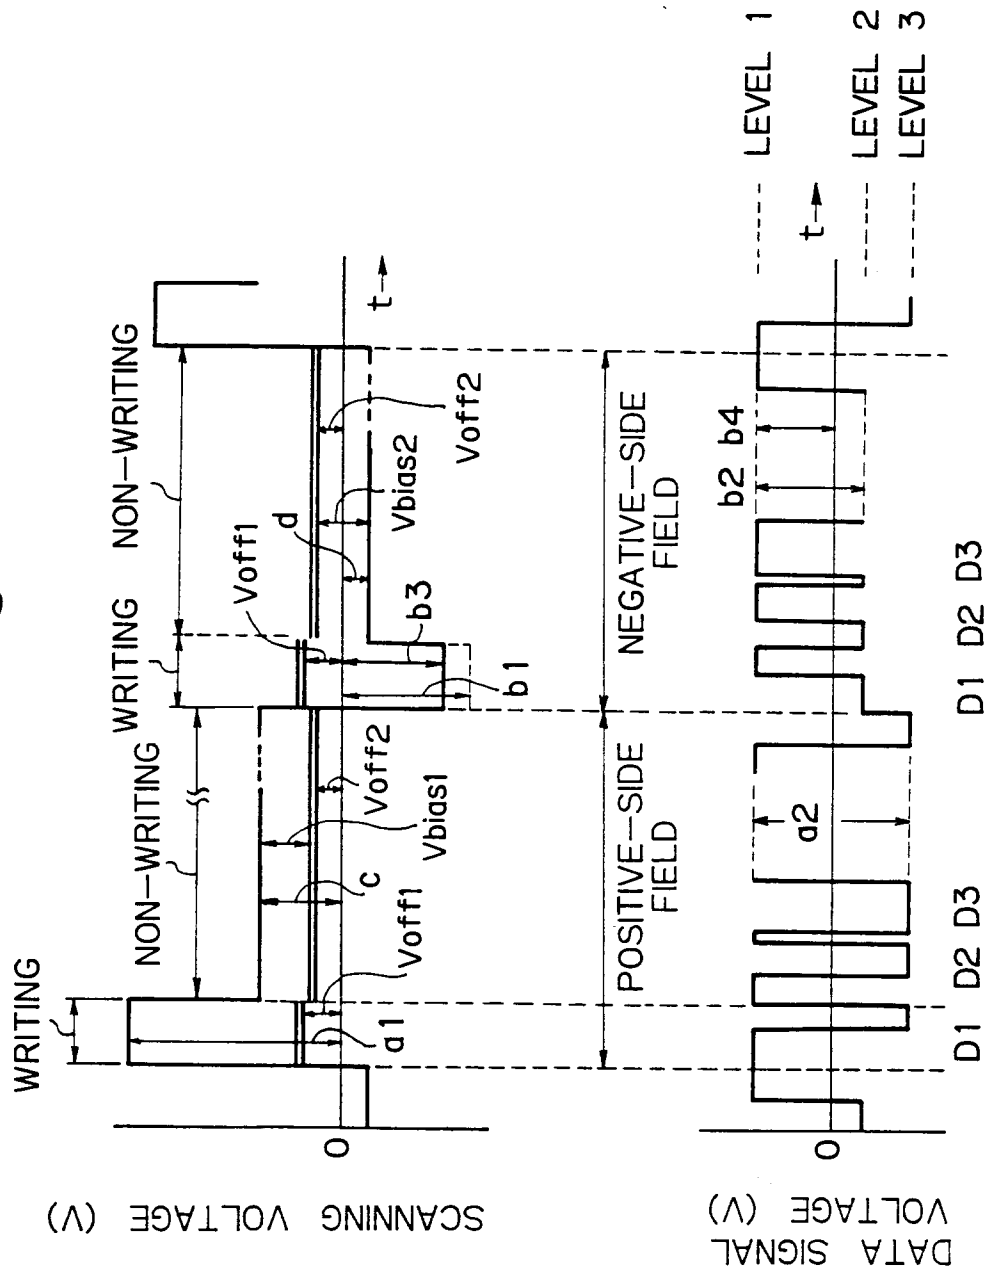 WRITING
NON-WRITING
WRITING
NON-WRITING
SCANNING VOLTAGE (V)
0
a1
Voff1
c
Vbias1
Voff2
Voff1
b1
b3
d
Vbias2
Voff2
t
POSITIVE-SIDE
FIELD
NEGATIVE-SIDE
FIELD
DATA SIGNAL
VOLTAGE (V)
0
a2
b2
b4
t
LEVEL 1
LEVEL 2
LEVEL 3
D1
D2
D3
D1
D2
D3